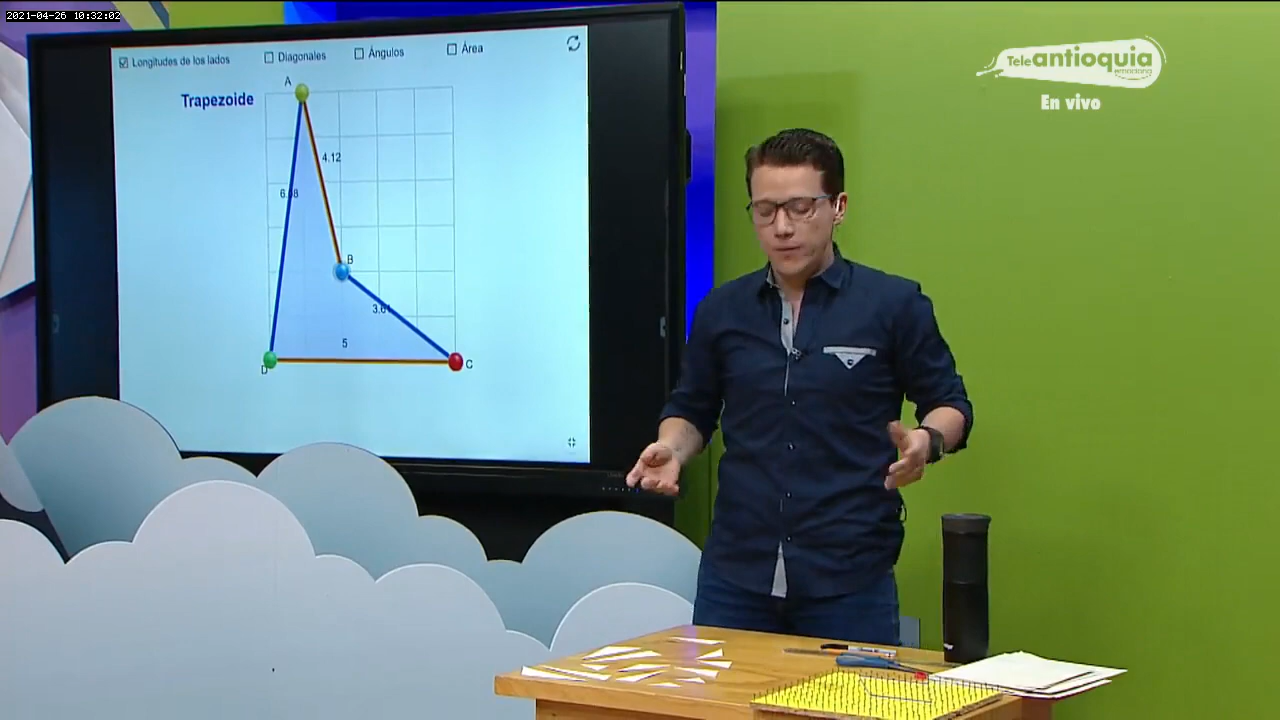 2021-04-26 10:32:02
Longitudes de los lados
Diagonales
Ángulos
Área
Trapezoide
A
4.12
B
5
D
C
Teleantioquia
emociona
En vivo